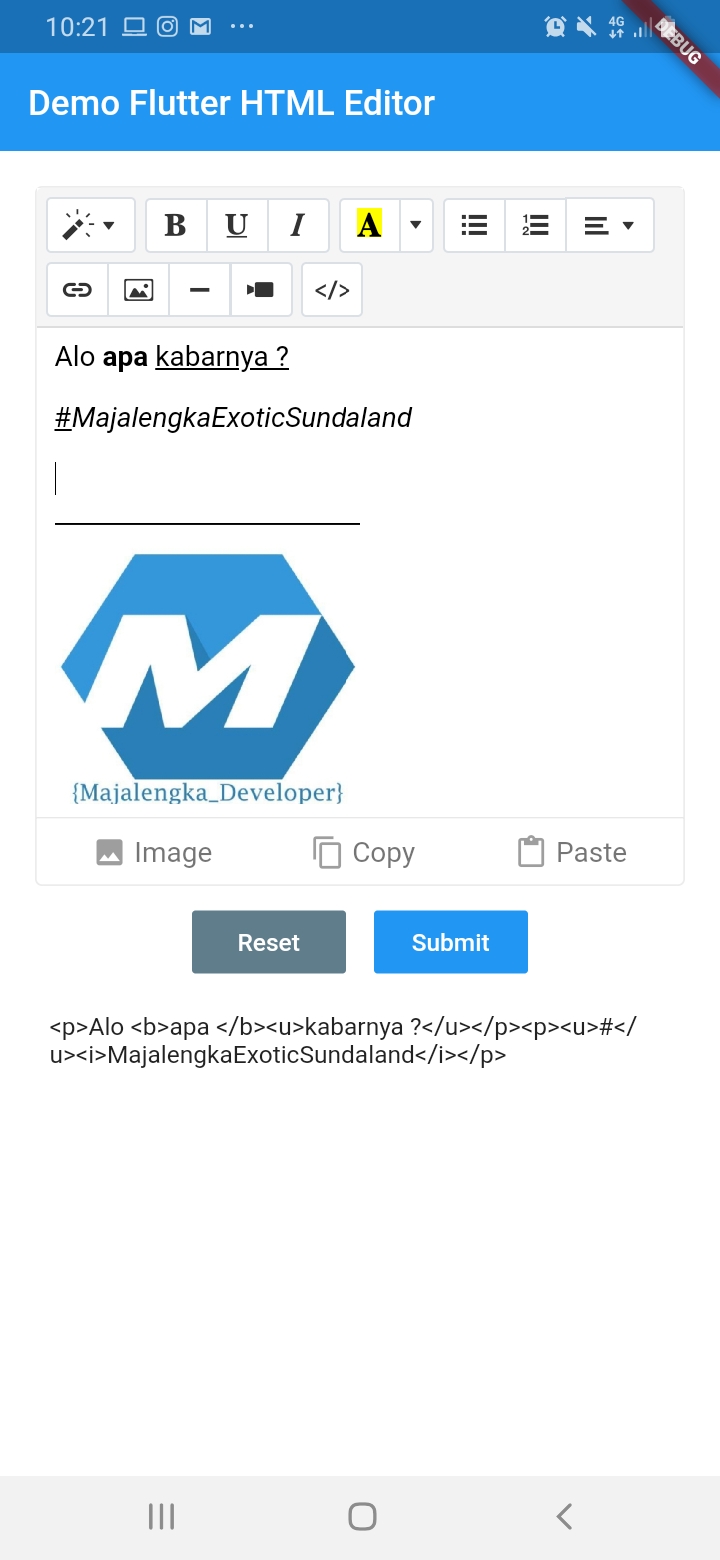 10:21
4G
DEBUG
Demo Flutter HTML Editor
B U I A
</>
Alo apa kabarnya ?
#MajalengkaExoticSundaland
M
{Majalengka_Developer}
Image Copy Paste
Reset Submit
<p>Alo <b>apa </b><u>kabarnya ?</u></p><p><u>#</
u><i>MajalengkaExoticSundaland</i></p>